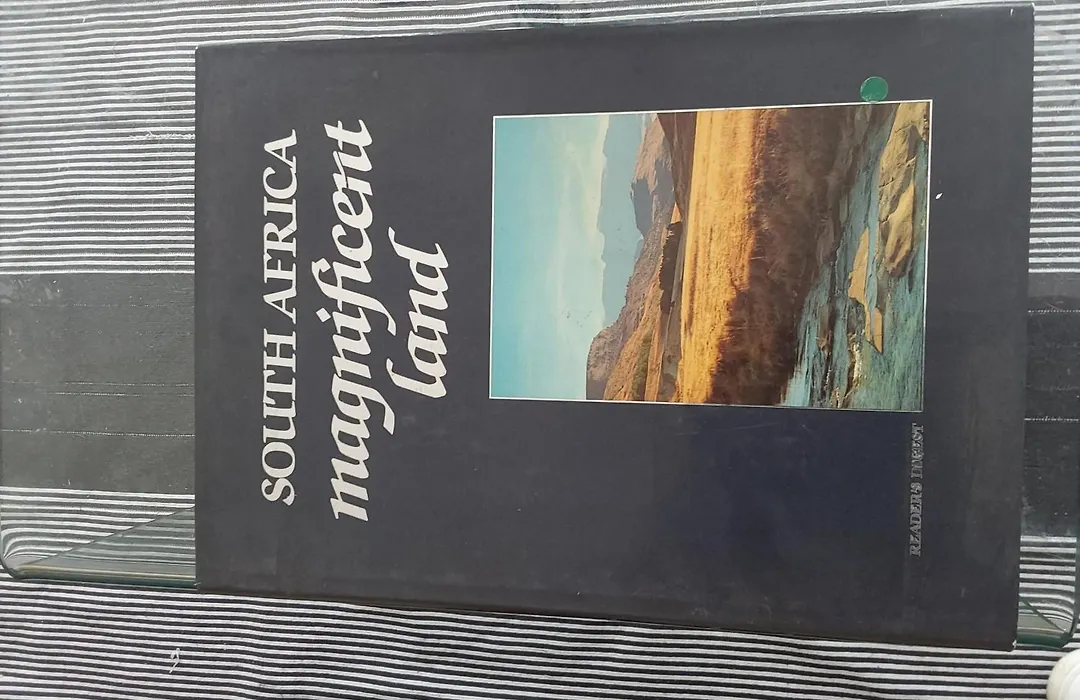 SOUTH AFRICA
magnificent
land
READER'S DIGEST